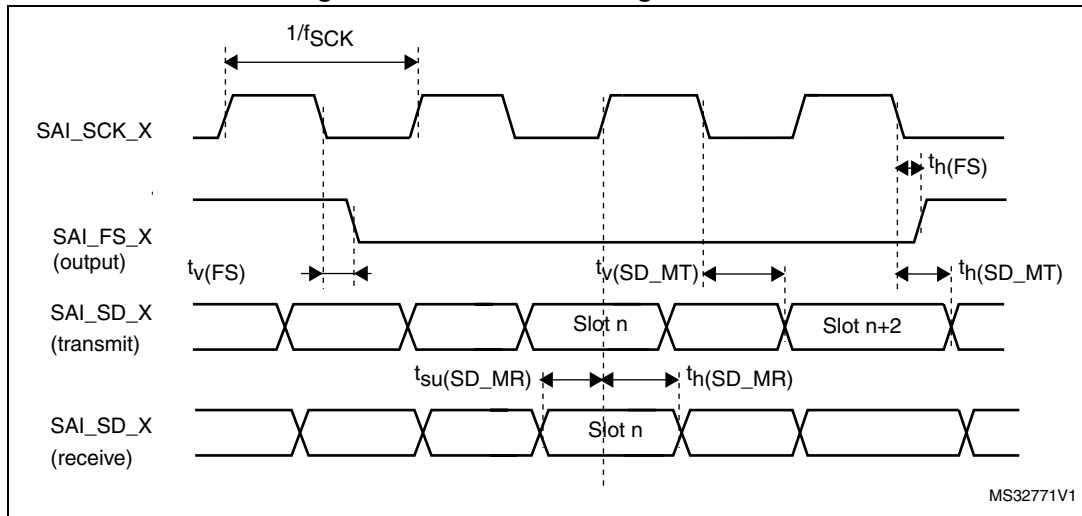 1/fSCK
SAI_SCK_X
th(FS)
SAI_FS_X
(output)
tv(FS)
tv(SD_MT)
th(SD_MT)
SAI_SD_X
(transmit)
Slot n
Slot n+2
tsu(SD_MR)
th(SD_MR)
SAI_SD_X
(receive)
Slot n
MS32771V1